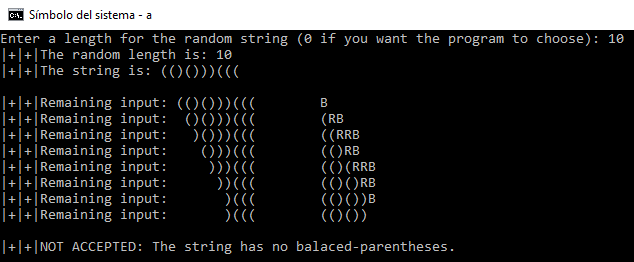 Símbolo del sistema - a
Enter a length for the random string (0 if you want the program to choose): 10
|+|+|The random length is: 10
|+|+|The string is: (()()))(((
|+|+|Remaining input: (()()))((( B
|+|+|Remaining input: ()()))((( (RB
|+|+|Remaining input: )()))((( ((RRB
|+|+|Remaining input: ()))((( (()RB
|+|+|Remaining input: )))((( (()(RRB
|+|+|Remaining input: ))((( (()()RB
|+|+|Remaining input: )((( (()())B
|+|+|Remaining input: )((( (()())
|+|+|NOT ACCEPTED: The string has no balaced-parentheses.